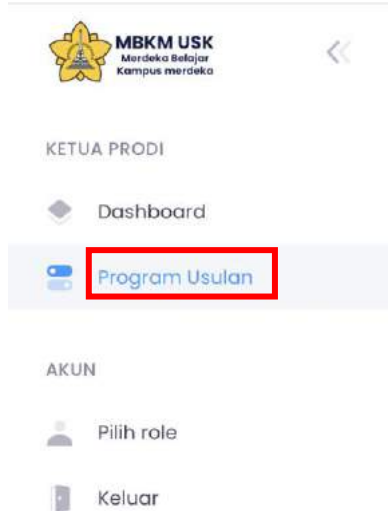 MBKM USK
Merdeka Belajar
Kampus merdeka
KETUA PRODI
Dashboard
Program Usulan
AKUN
Pilih role
Keluar